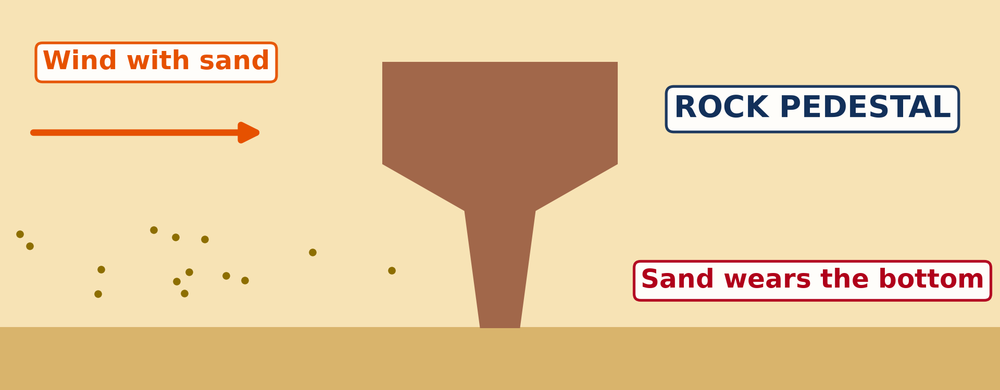 Wind with sand
ROCK PEDESTAL
Sand wears the bottom